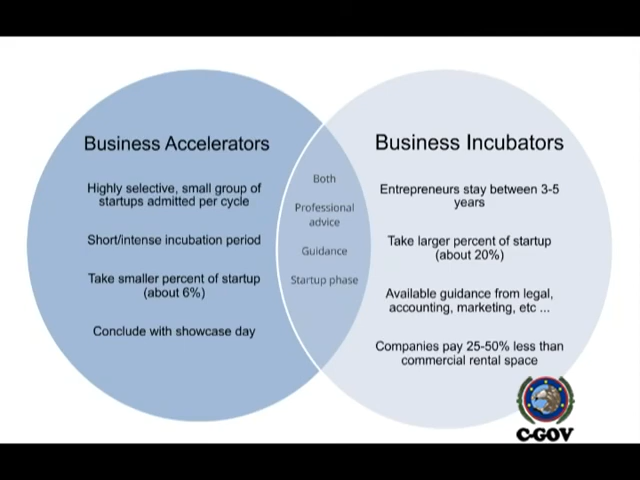 Business Accelerators
Highly selective, small group of
startups admitted per cycle
Short/intense incubation period
Take smaller percent of startup
(about 6%)
Conclude with showcase day
Both
Professional
advice
Guidance
Startup phase
Business Incubators
Entrepreneurs stay between 3-5
years
Take larger percent of startup
(about 20%)
Available guidance from legal,
accounting, marketing, etc ...
Companies pay 25-50% less than
commercial rental space
C-GOV